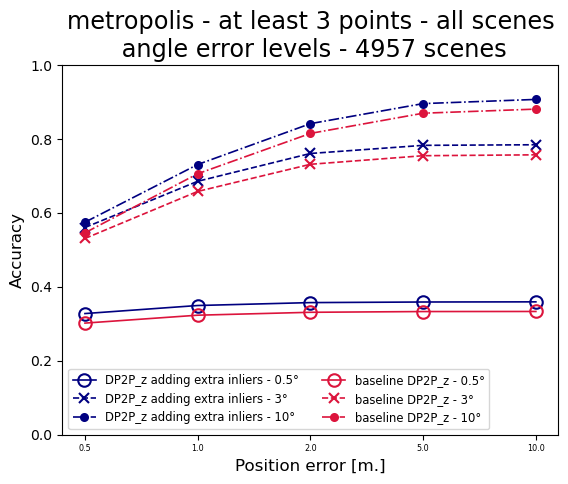 metropolis - at least 3 points - all scenes
angle error levels - 4957 scenes
1.0
0.8
0.6
0.4
0.2
0.0
Accuracy
DP2P_z adding extra inliers - 0.5°
DP2P_z adding extra inliers - 3°
DP2P_z adding extra inliers - 10°
baseline DP2P_z - 0.5°
baseline DP2P_z - 3°
baseline DP2P_z - 10°
0.5 1.0 2.0 5.0 10.0
Position error [m.]